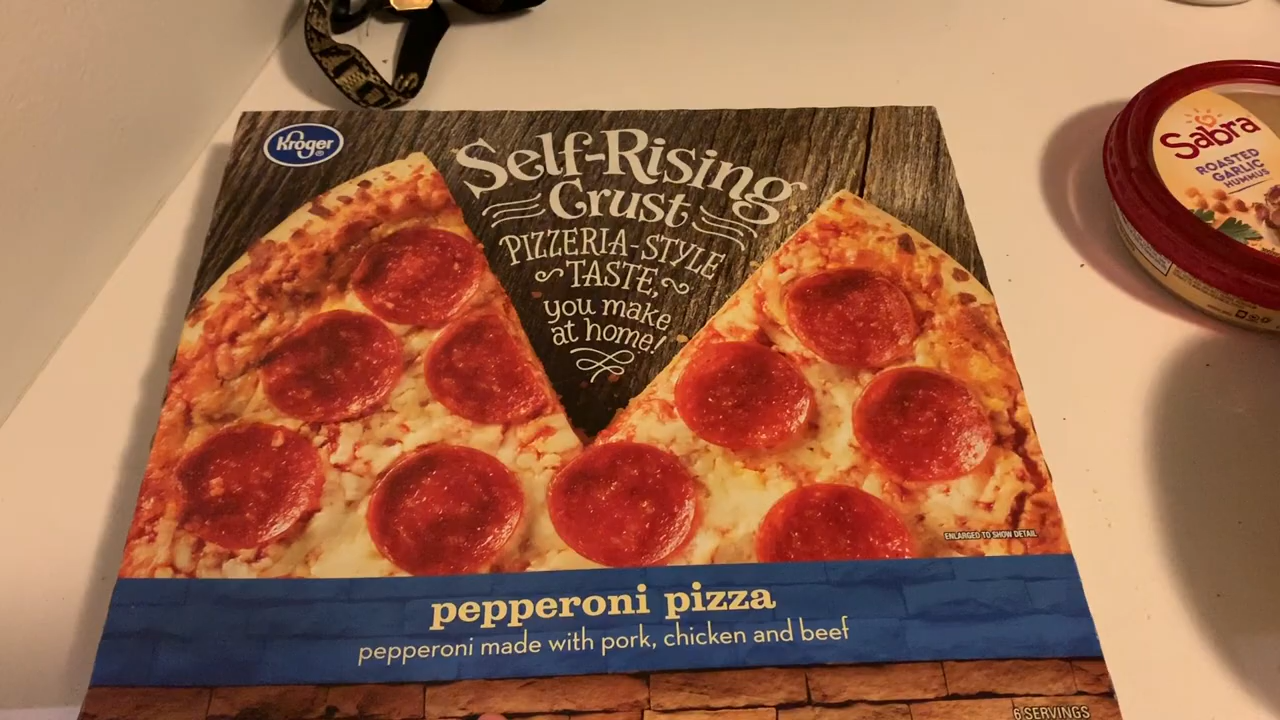 Kröger
Self-Rising
Crust
PIZZERIA-STYLE
TASTE,
you make
at home!
ENLARGED TO SHOW DETAIL
pepperoni pizza
pepperoni made with pork, chicken and beef
6 SERVINGS
Sabra
ROASTED
GARLIC
HUMMUS